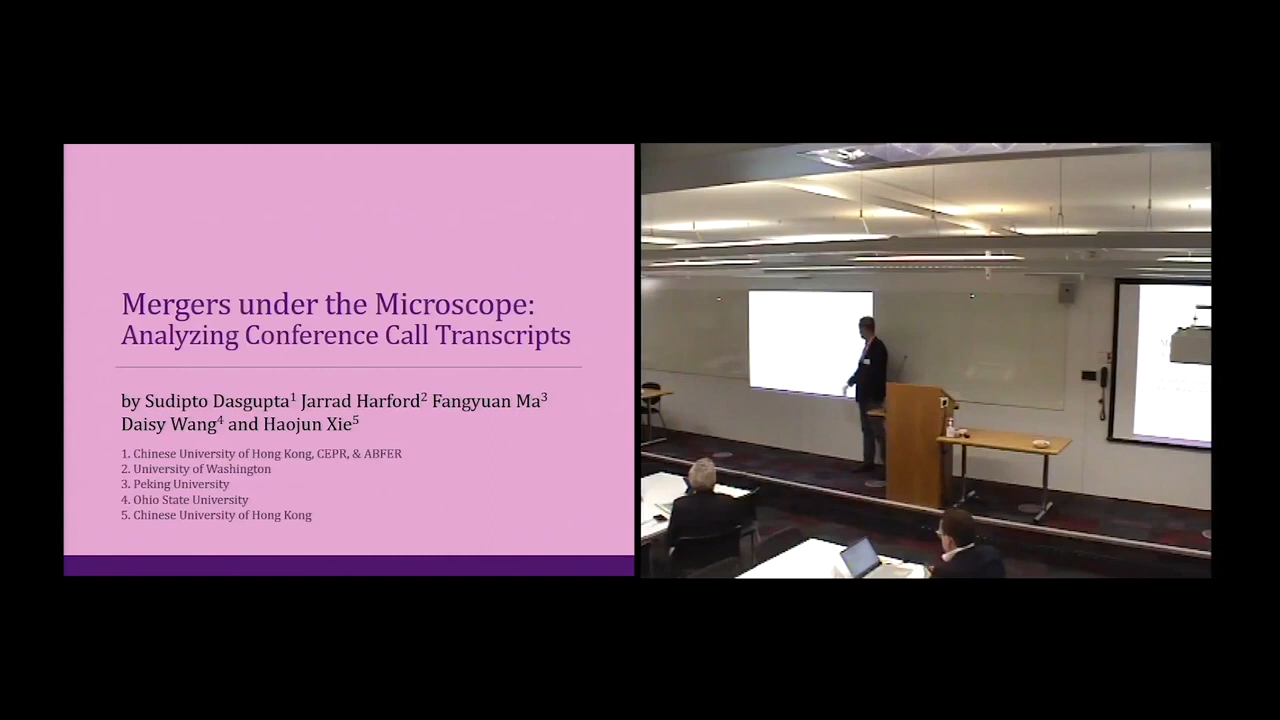 Mergers under the Microscope:
Analyzing Conference Call Transcripts
by Sudipto Dasgupta¹ Jarrad Harford² Fangyuan Ma³
Daisy Wang⁴ and Haojun Xie⁵
1. Chinese University of Hong Kong, CEPR, & ABFER
2. University of Washington
3. Peking University
4. Ohio State University
5. Chinese University of Hong Kong